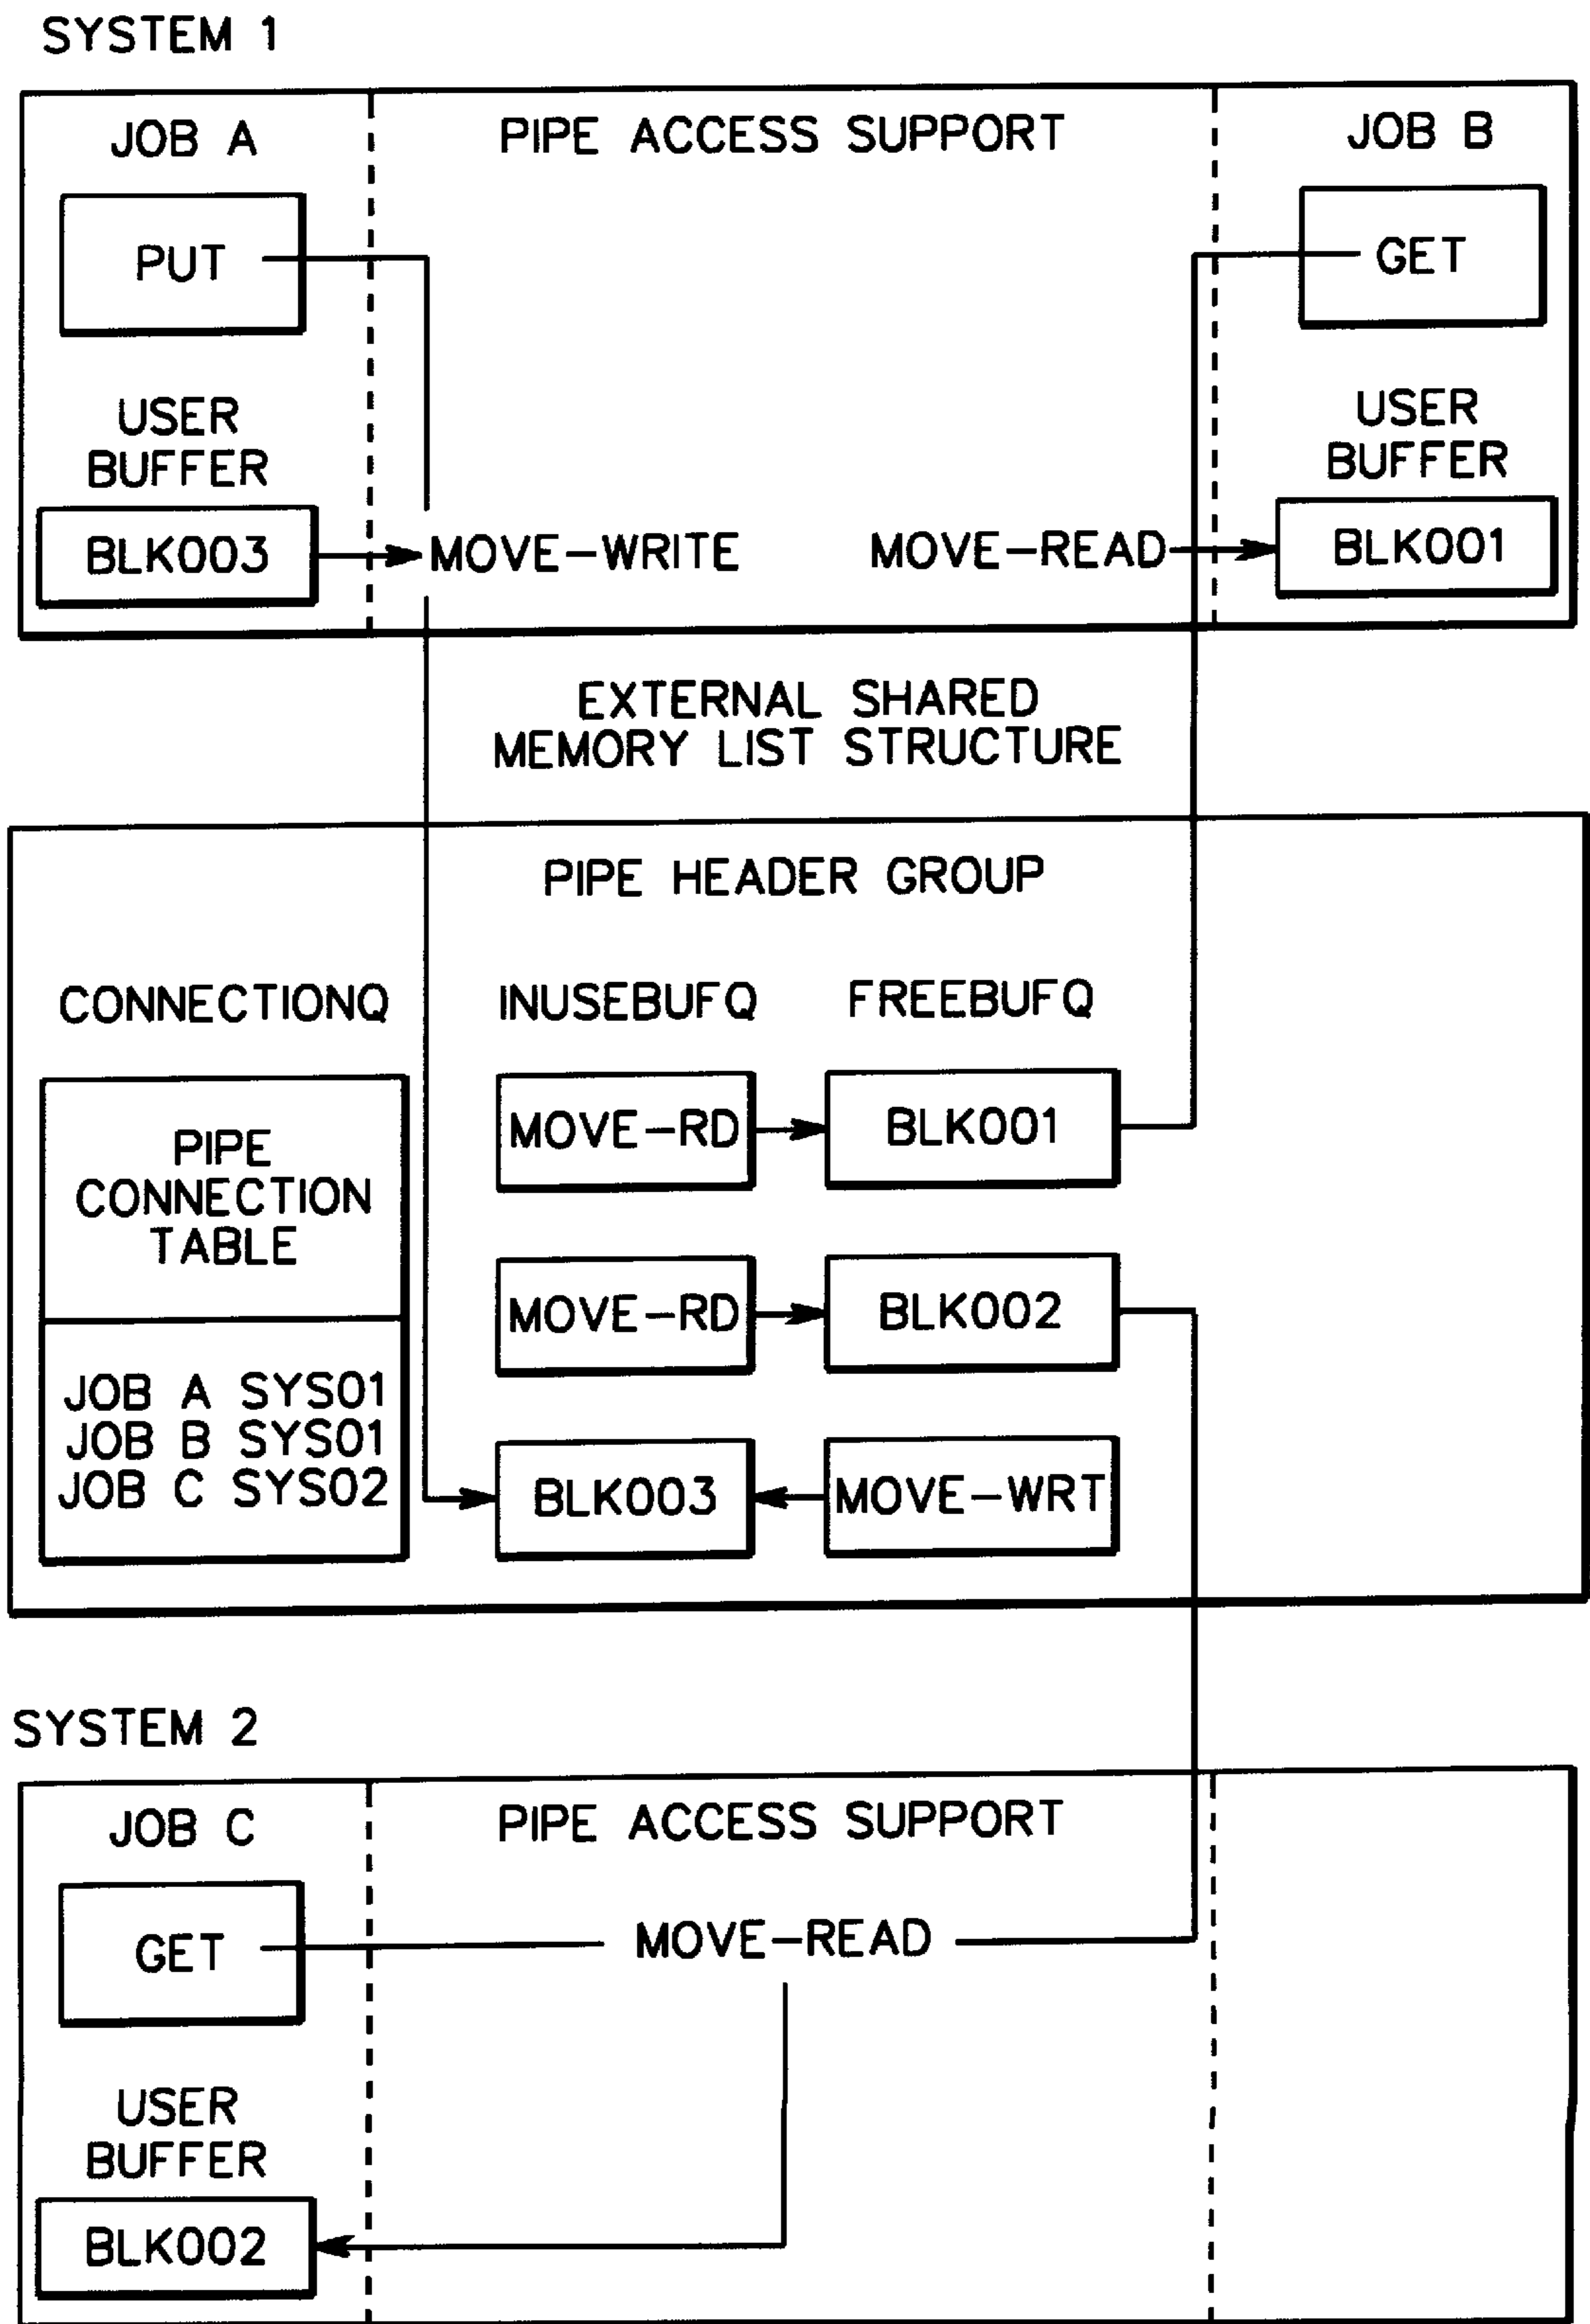 SYSTEM 1
JOB A
PIPE ACCESS SUPPORT
JOB B
PUT
GET
USER
BUFFER
USER
BUFFER
BLK003
MOVE-WRITE
MOVE-READ
BLK001
EXTERNAL SHARED
MEMORY LIST STRUCTURE
PIPE HEADER GROUP
CONNECTIONQ
INUSEBUFQ
FREEBUFQ
PIPE
CONNECTION
TABLE
JOB A SYS01
JOB B SYS01
JOB C SYS02
MOVE-RD
BLK001
MOVE-RD
BLK002
BLK003
MOVE-WRT
SYSTEM 2
JOB C
PIPE ACCESS SUPPORT
GET
MOVE-READ
USER
BUFFER
BLK002